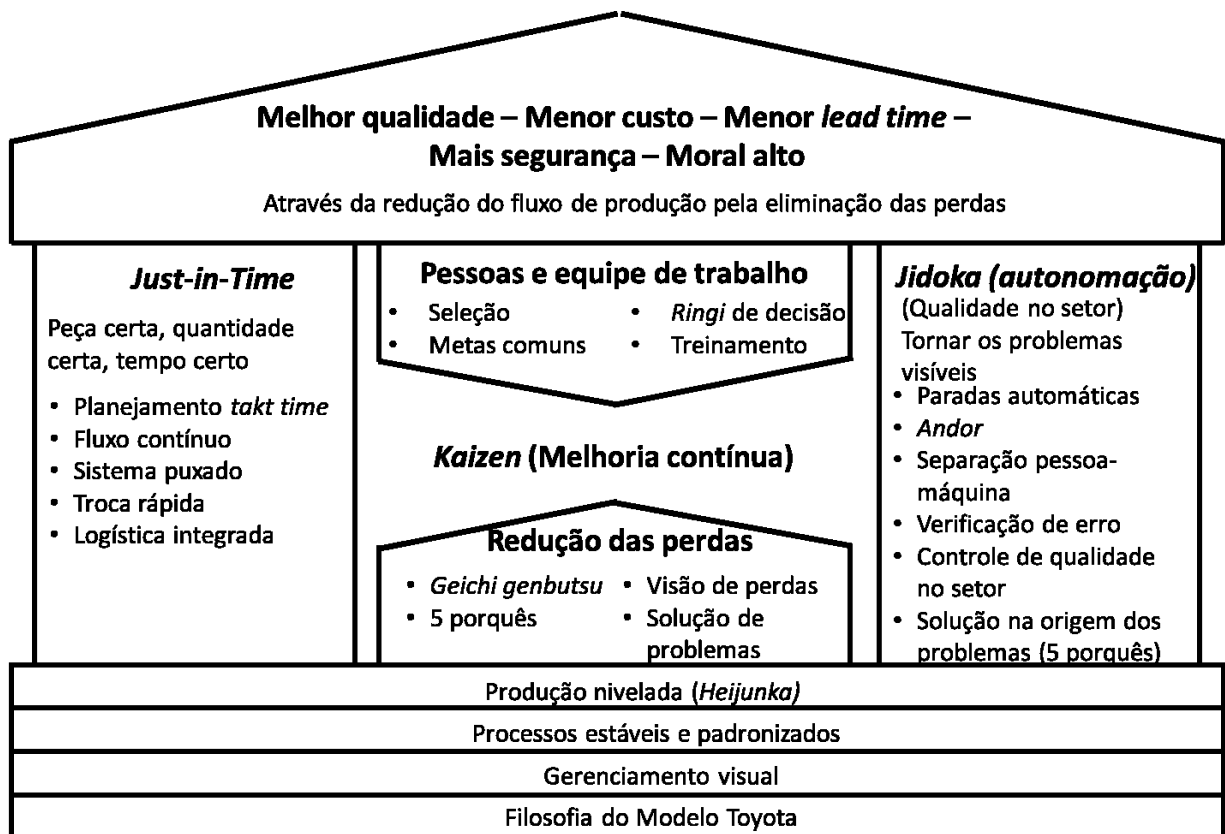 Melhor qualidade – Menor custo – Menor lead time –
Mais segurança – Moral alto
Através da redução do fluxo de produção pela eliminação das perdas
Just-in-Time
Peça certa, quantidade
certa, tempo certo
• Planejamento takt time
• Fluxo contínuo
• Sistema puxado
• Troca rápida
• Logística integrada
Pessoas e equipe de trabalho
• Seleção
• Metas comuns
• Ringi de decisão
• Treinamento
Kaizen (Melhoria contínua)
Redução das perdas
• Geichi genbutsu
• 5 porquês
• Visão de perdas
• Solução de
problemas
Jidoka (autonomação)
(Qualidade no setor)
Tornar os problemas
visíveis
• Paradas automáticas
• Andor
• Separação pessoa-
máquina
• Verificação de erro
• Controle de qualidade
no setor
• Solução na origem dos
problemas (5 porquês)
Produção nivelada (Heijunka)
Processos estáveis e padronizados
Gerenciamento visual
Filosofia do Modelo Toyota